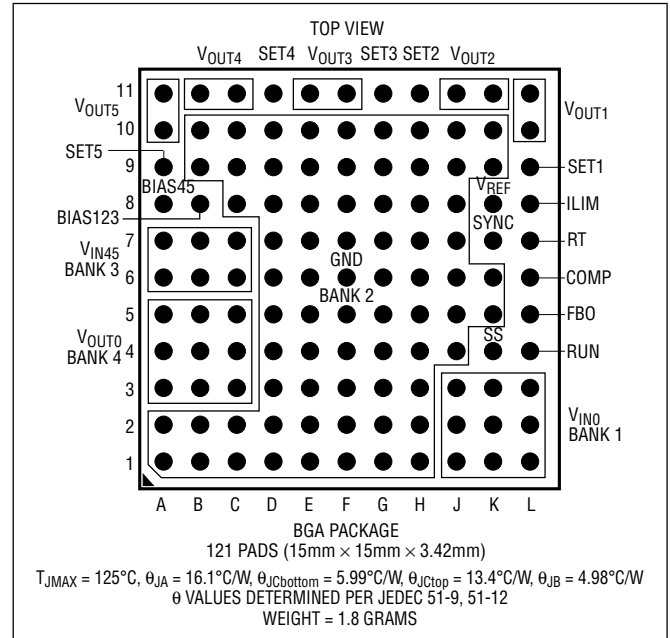 TOP VIEW
VOUT4 SET4 VOUT3 SET3 SET2 VOUT2
11
VOUT5
VOUT1
10
SET5
9
SET1
BIAS45
VREF
8
ILIM
BIAS123
SYNC
7
VIN45
BANK 3
RT
GND
6
COMP
BANK 2
5
FBO
VOUT0
BANK 4
SS
4
RUN
3
VIN0
BANK 1
2
1
A B C D E F G H J K L
BGA PACKAGE
121 PADS (15mm × 15mm × 3.42mm)
TJMAX = 125°C, θJA = 16.1°C/W, θJCbottom = 5.99°C/W, θJCtop = 13.4°C/W, θJB = 4.98°C/W
θ VALUES DETERMINED PER JEDEC 51-9, 51-12
WEIGHT = 1.8 GRAMS